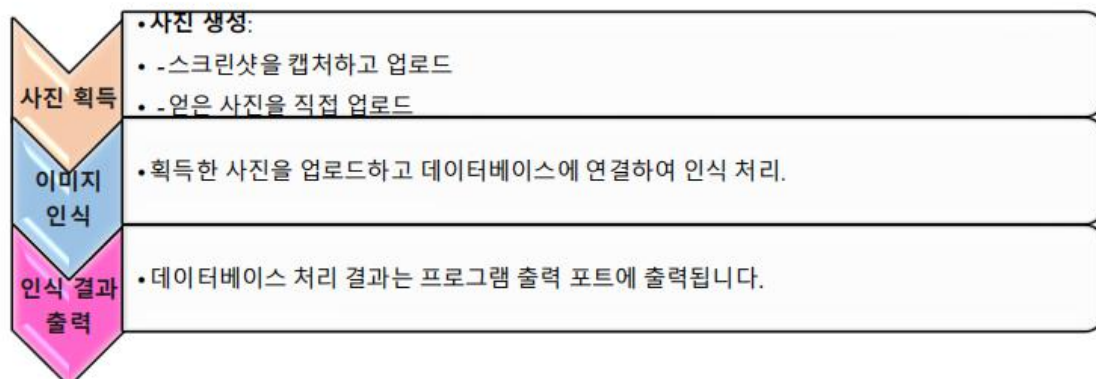 사진 획득
•사진 생성:
• -스크린샷을 캡처하고 업로드
• -얻은 사진을 직접 업로드
이미지
인식
•획득한 사진을 업로드하고 데이터베이스에 연결하여 인식 처리.
인식 결과
출력
•데이터베이스 처리 결과는 프로그램 출력 포트에 출력됩니다.